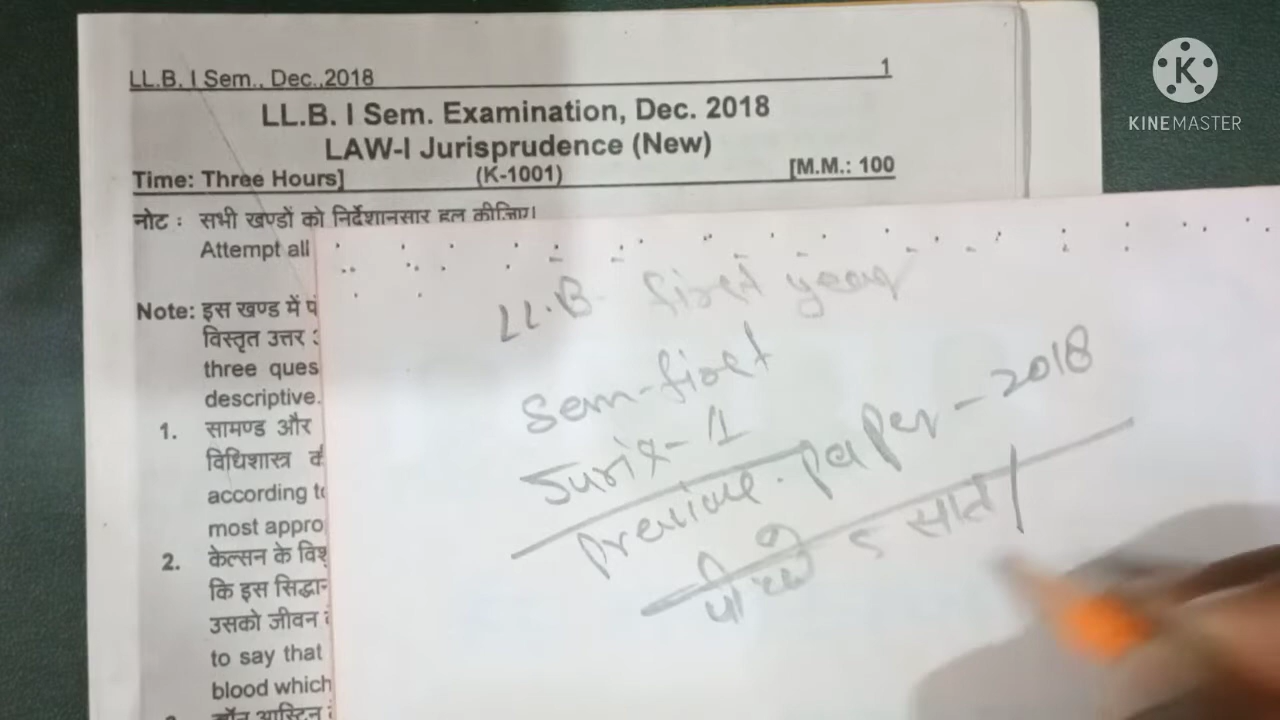 LL.B. I Sem., Dec.,2018 1
LL.B. I Sem. Examination, Dec. 2018
LAW-I Jurisprudence (New)
Time: Three Hours] (K-1001) [M.M.: 100
नोट : सभी खण्डों को निर्देशानुसार हल कीजिए।
Attempt all
Note: इस खण्ड में
विस्तृत उत्तर
three ques
descriptive.
1. सामण्ड और
विधिशास्त्र
according to
most appro
2. केल्सन के
कि इस
उसको जीवन
to say that
blood which
जॉन आस्टिन
LL.B. first year
Sem-first
Juris-1
previous paper-2018
5 साल
K
KINEMASTER